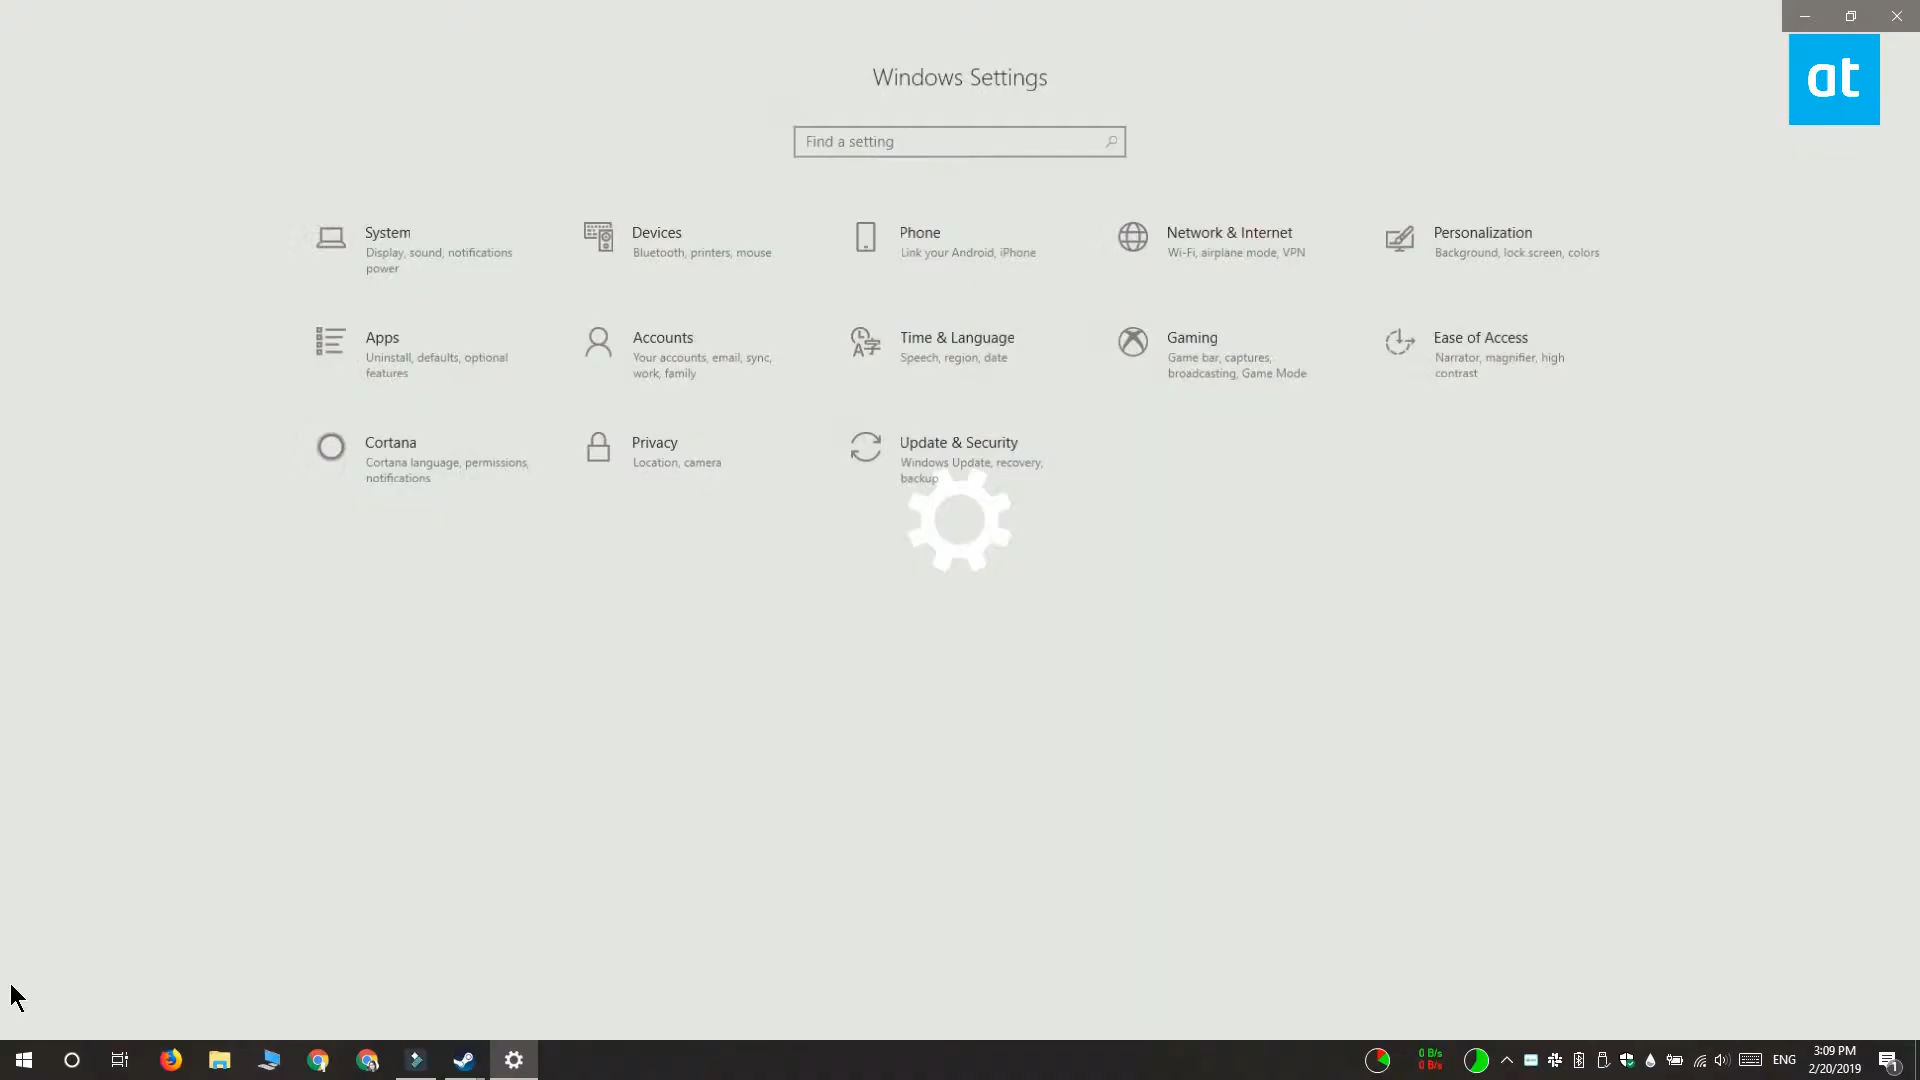 at
Windows Settings
Find a setting
System
Display, sound, notifications
power
Devices
Bluetooth, printers, mouse
Phone
Link your Android, iPhone
Network & Internet
Wi-Fi, airplane mode, VPN
Personalization
Background, lock screen, colors
Apps
Uninstall, defaults, optional
features
Accounts
Your accounts, email, sync,
work, family
Time & Language
Speech, region, date
Gaming
Game bar, captures,
broadcasting, Game Mode
Ease of Access
Narrator, magnifier, high
contrast
Cortana
Cortana language, permissions,
notifications
Privacy
Location, camera
Update & Security
Windows Update, recovery,
backup
0 B/s
0 B/s
ENG
3:09 PM
2/20/2019
1